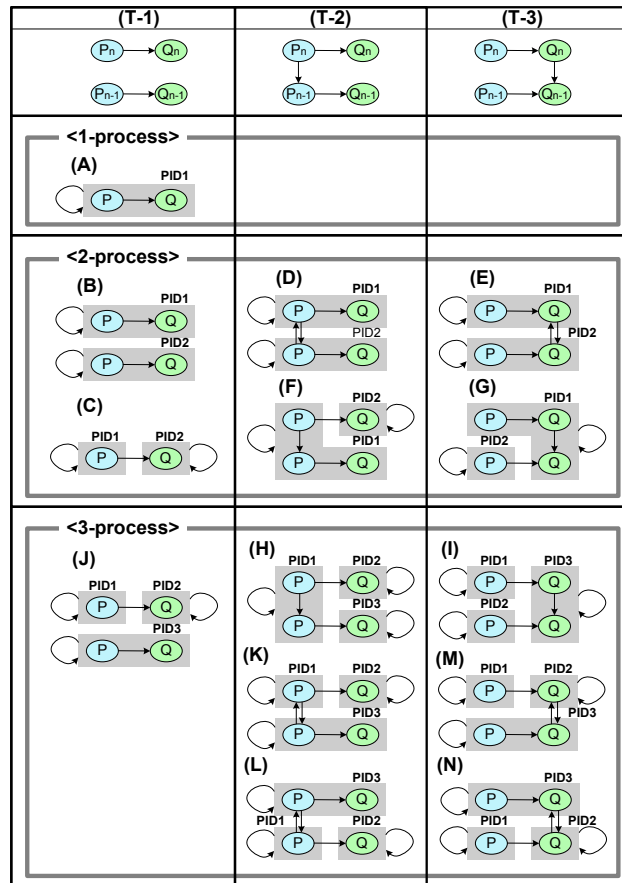 (T-1) (T-2) (T-3)
Pn Qn Pn Qn Pn Qn
Pn-1 Qn-1 Pn-1 Qn-1 Pn-1 Qn-1
<1-process>
(A)
PID1
P Q
<2-process>
(B) (D) (E)
PID1 PID1 PID1
P Q P Q P Q
PID2 PID2 PID2
P Q P Q P Q
(C) (F) (G)
PID2 PID1
P Q P Q
PID1 PID2 PID1 PID2
P Q P Q P Q
<3-process>
(J) (H) (I)
PID1 PID2 PID1 PID2 PID1 PID3
P Q P Q P Q
PID3 PID3 PID2
P Q P Q P Q
(K) (M)
PID1 PID2 PID1 PID2
P Q P Q
PID3 PID3
P Q P Q
(L) (N)
PID3 PID3
P Q P Q
PID1 PID2 PID1 PID2
P Q P Q